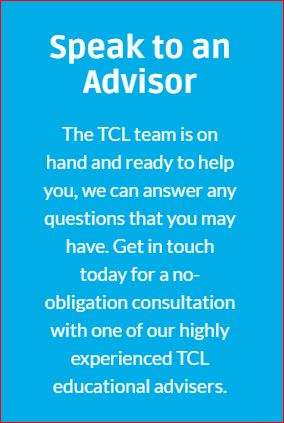 Speak to an
Advisor
The TCL team is on
hand and ready to help
you, we can answer any
questions that you may
have. Get in touch
today for a no-
obligation consultation
with one of our highly
experienced TCL
educational advisers.